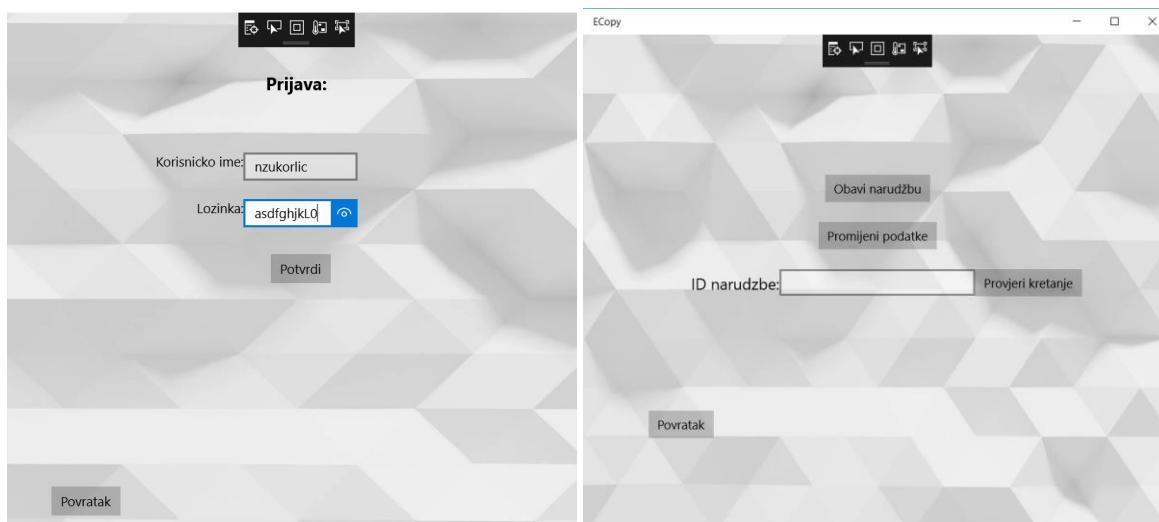 Prijava:
Korisnicko ime: nzukorlic
Lozinka: asdfghjkL0
Potvrdi
Povratak
ECopy
Obavi narudžbu
Promijeni podatke
ID narudzbe: Provjeri kretanje
Povratak